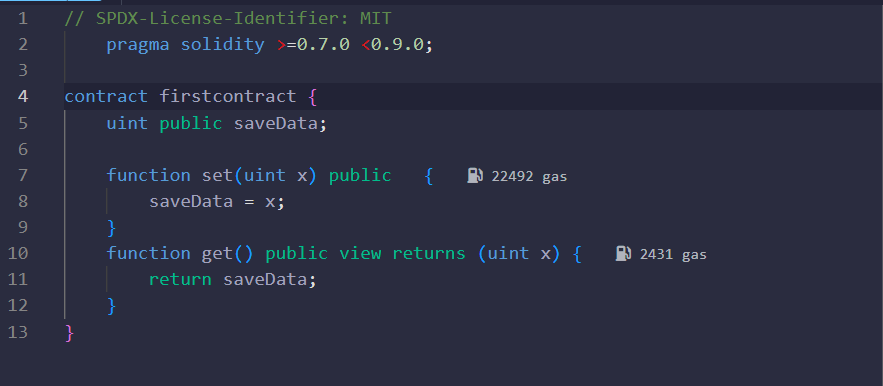 1 // SPDX-License-Identifier: MIT
2     pragma solidity >=0.7.0 <0.9.0;
3
4 contract firstcontract {
5     uint public saveData;
6
7     function set(uint x) public   {    22492 gas
8         saveData = x;
9     }
10     function get() public view returns (uint x) {    2431 gas
11         return saveData;
12     }
13 }